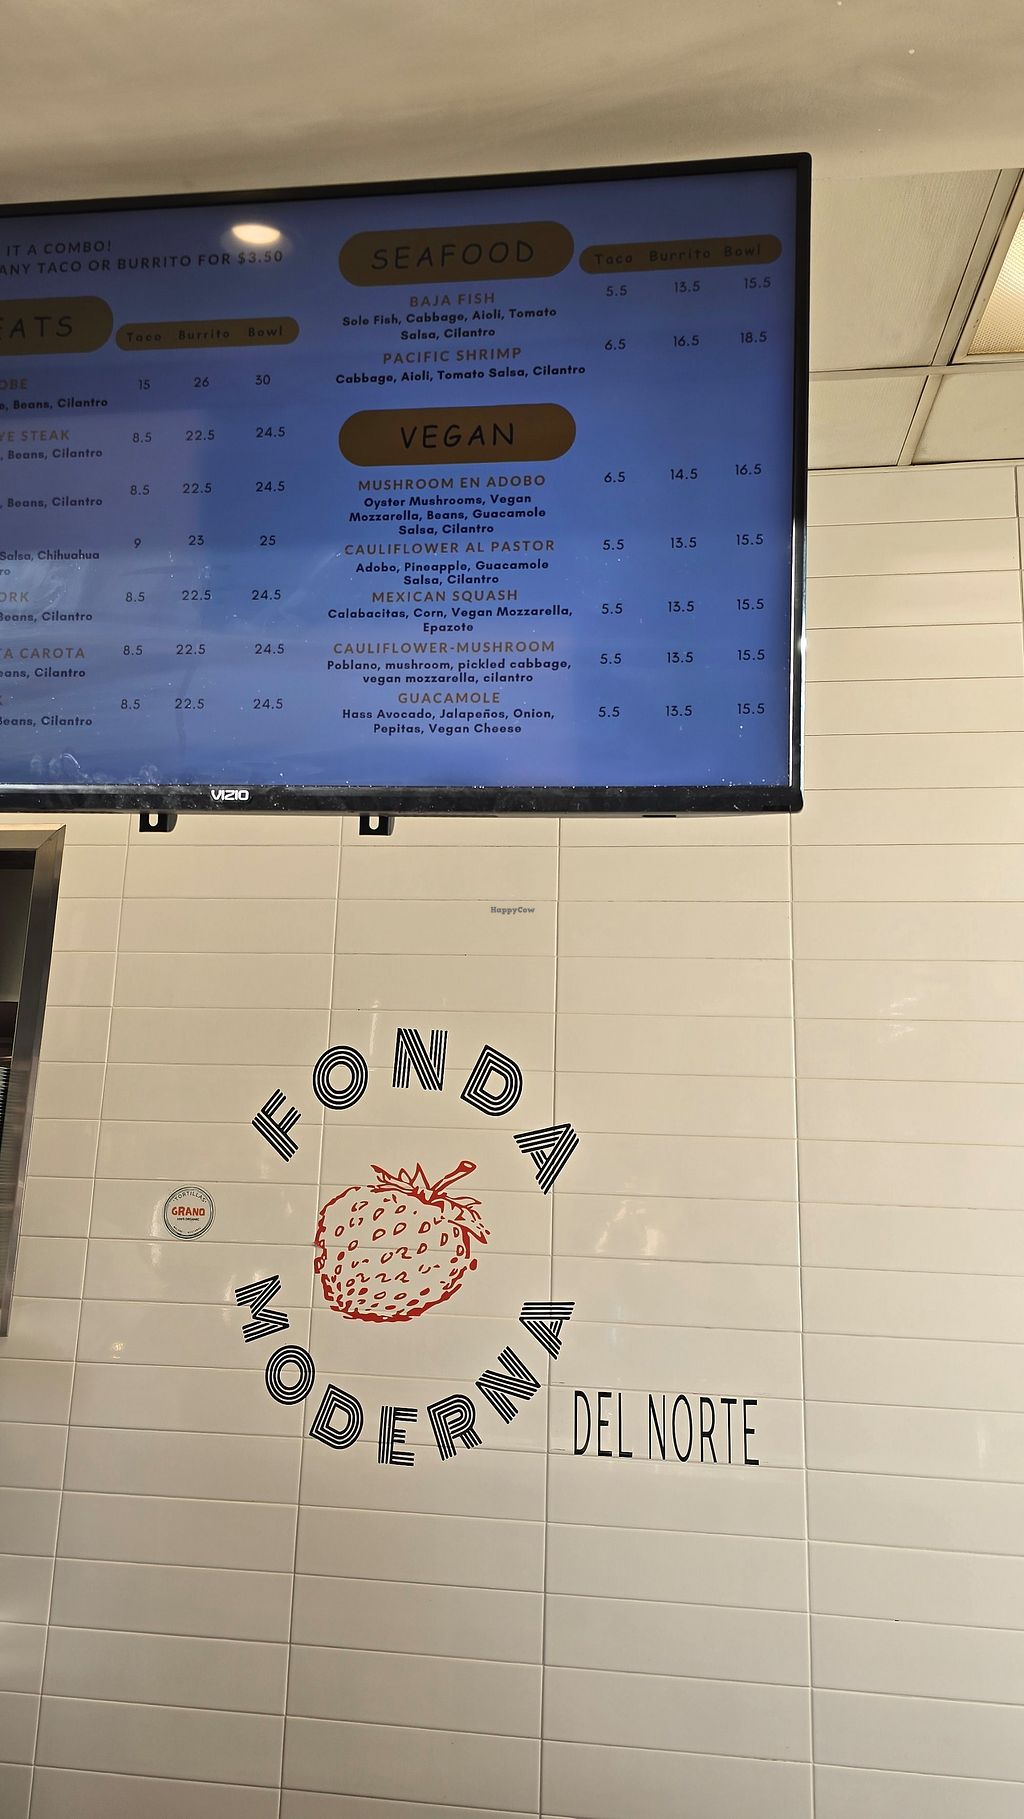 IT A COMBO!
ANY TACO OR BURRITO FOR $3.50
EATS
Taco Burrito Bowl
OBE 15 26 30
e, Beans, Cilantro
YE STEAK 8.5 22.5 24.5
, Beans, Cilantro
8.5 22.5 24.5
, Beans, Cilantro
9 23 25
Salsa, Chihuahua
ro
ORK 8.5 22.5 24.5
Beans, Cilantro
TA CAROTA 8.5 22.5 24.5
eans, Cilantro
K 8.5 22.5 24.5
Beans, Cilantro
SEAFOOD
Taco Burrito Bowl
BAJA FISH 5.5 13.5 15.5
Sole Fish, Cabbage, Aioli, Tomato
Salsa, Cilantro
PACIFIC SHRIMP 6.5 16.5 18.5
Cabbage, Aioli, Tomato Salsa, Cilantro
VEGAN
MUSHROOM EN ADOBO 6.5 14.5 16.5
Oyster Mushrooms, Vegan
Mozzarella, Beans, Guacamole
Salsa, Cilantro
CAULIFLOWER AL PASTOR 5.5 13.5 15.5
Adobo, Pineapple, Guacamole
Salsa, Cilantro
MEXICAN SQUASH 5.5 13.5 15.5
Calabacitas, Corn, Vegan Mozzarella,
Epazote
CAULIFLOWER-MUSHROOM 5.5 13.5 15.5
Poblano, mushroom, pickled cabbage,
vegan mozzarella, cilantro
GUACAMOLE 5.5 13.5 15.5
Hass Avocado, Jalapeños, Onion,
Pepitas, Vegan Cheese
VIZIO
HappyCow
FONDA
TORTILLAS
GRANO
MODERNA
DEL NORTE